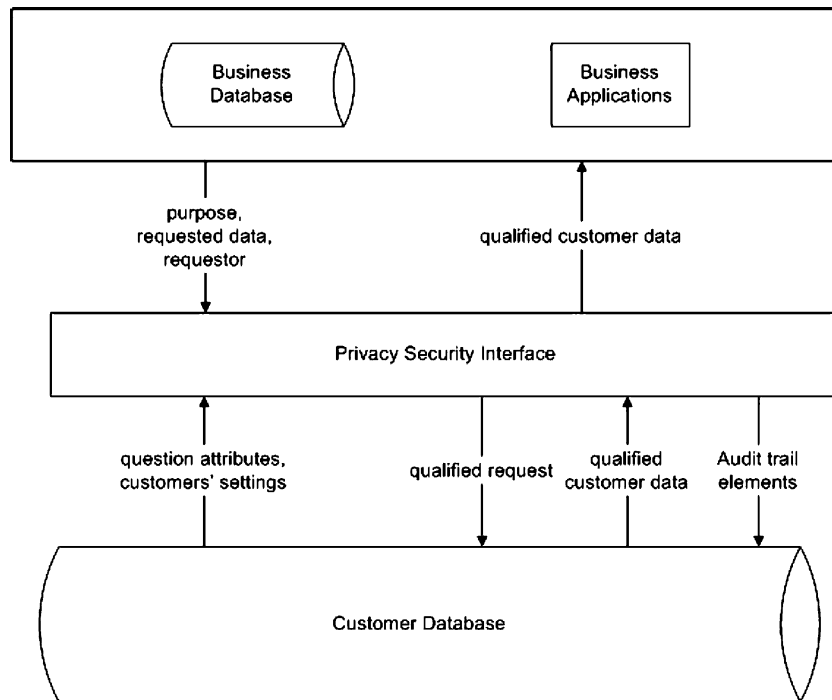 Business
Database
Business
Applications
purpose,
requested data,
requestor
qualified customer data
Privacy Security Interface
question attributes,
customers' settings
qualified request
qualified
customer data
Audit trail
elements
Customer Database